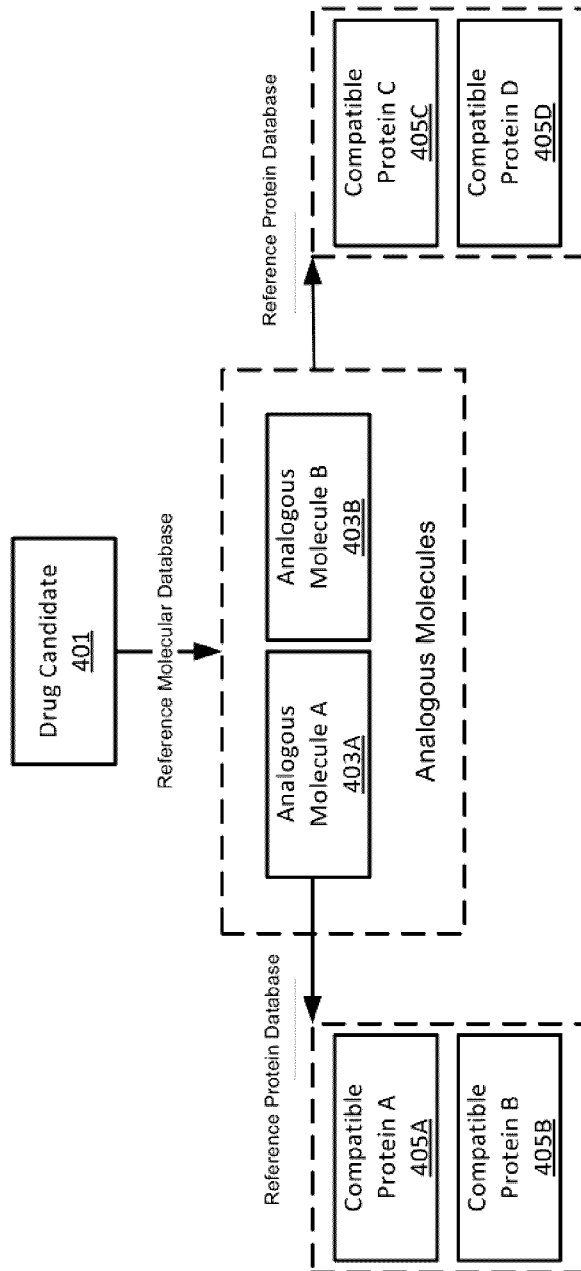 Drug Candidate
401
Reference Molecular Database
Analogous
Molecule A
403A
Analogous
Molecule B
403B
Analogous Molecules
Reference Protein Database
Compatible
Protein A
405A
Compatible
Protein B
405B
Reference Protein Database
Compatible
Protein C
405C
Compatible
Protein D
405D